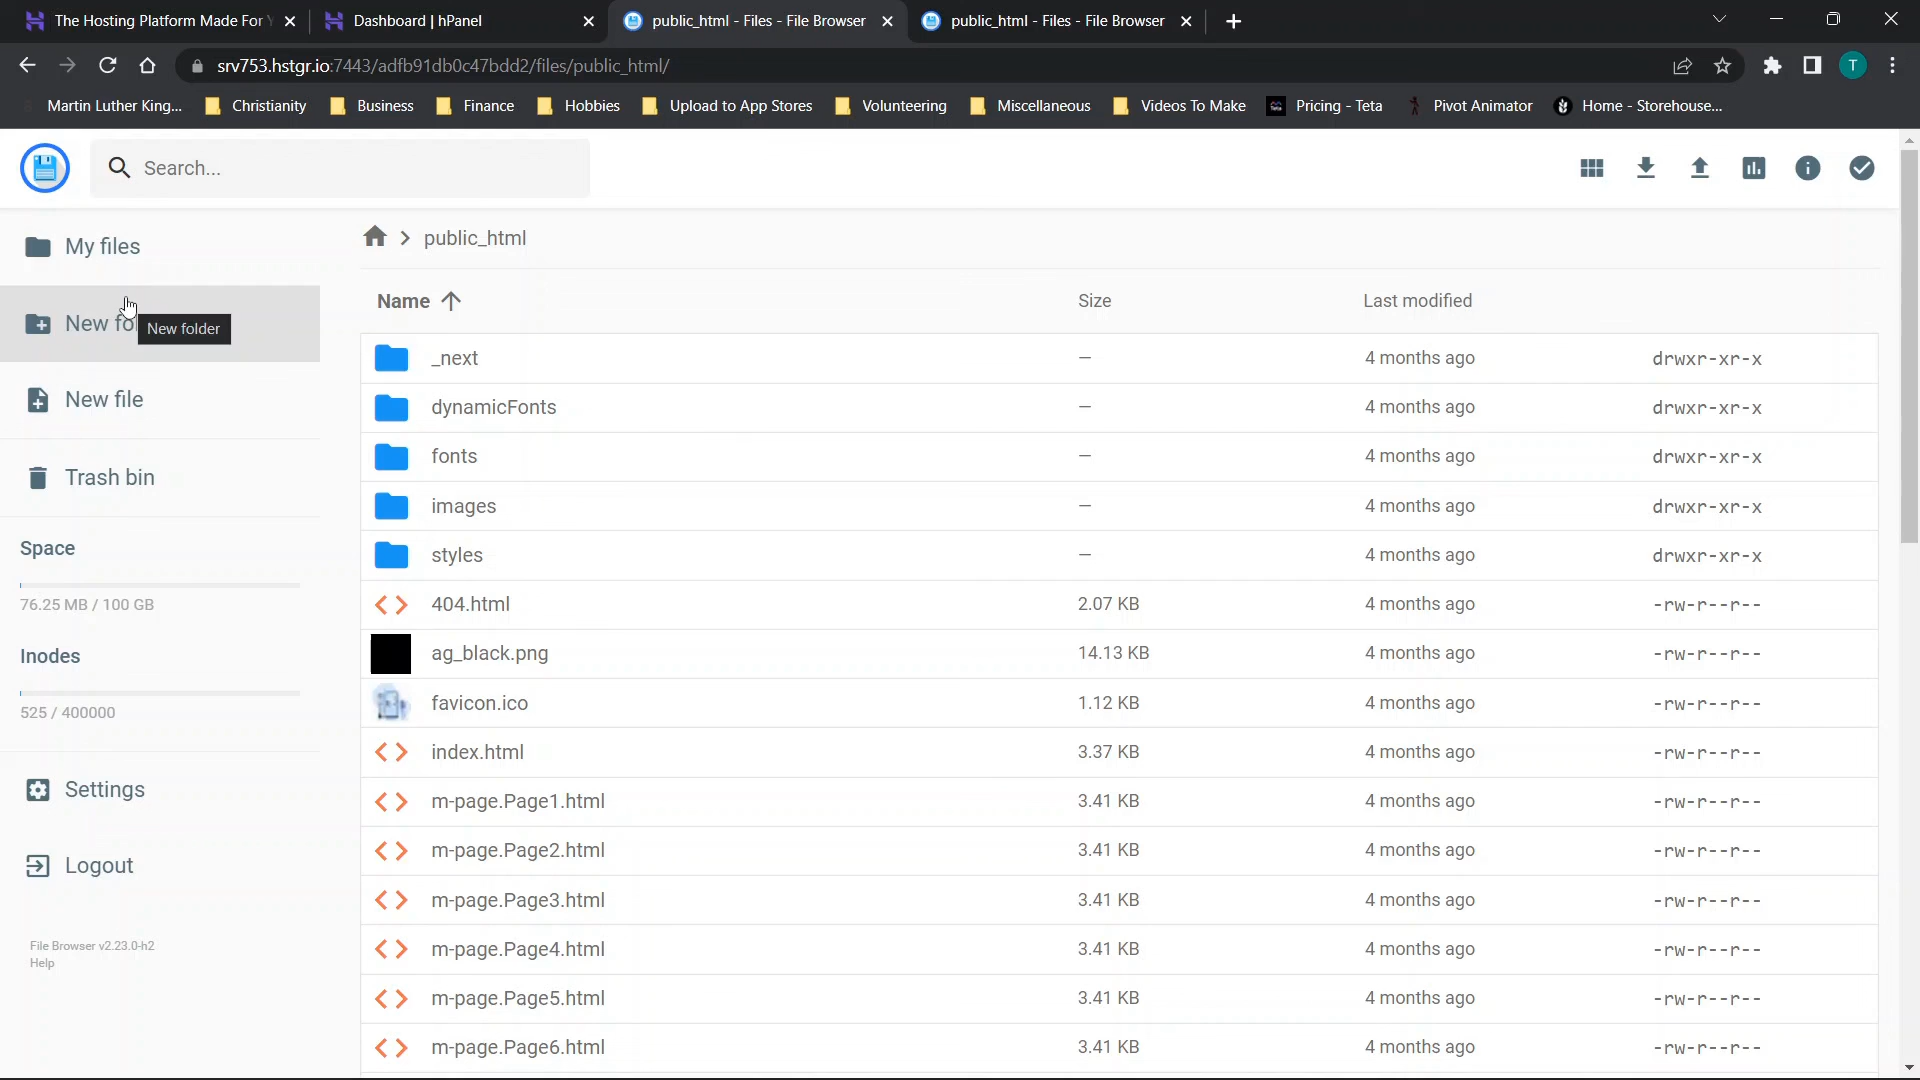 The Hosting Platform Made For Y
Dashboard | hPanel
public_html - Files - File Browser
public_html - Files - File Browser
srv753.hstgr.io:7443/adfb91db0c47bdd2/files/public_html/
T
Martin Luther King...
Christianity
Business
Finance
Hobbies
Upload to App Stores
Volunteering
Miscellaneous
Videos To Make
Pricing - Teta
Pivot Animator
Home - Storehouse...
Search...
My files
New fol
New folder
New file
Trash bin
Space
76.25 MB / 100 GB
Inodes
525 / 400000
Settings
Logout
File Browser v2.23.0-h2
Help
public_html
Name Size Last modified
_next – 4 months ago drwxr-xr-x
dynamicFonts – 4 months ago drwxr-xr-x
fonts – 4 months ago drwxr-xr-x
images – 4 months ago drwxr-xr-x
styles – 4 months ago drwxr-xr-x
404.html 2.07 KB 4 months ago -rw-r--r--
ag_black.png 14.13 KB 4 months ago -rw-r--r--
favicon.ico 1.12 KB 4 months ago -rw-r--r--
index.html 3.37 KB 4 months ago -rw-r--r--
m-page.Page1.html 3.41 KB 4 months ago -rw-r--r--
m-page.Page2.html 3.41 KB 4 months ago -rw-r--r--
m-page.Page3.html 3.41 KB 4 months ago -rw-r--r--
m-page.Page4.html 3.41 KB 4 months ago -rw-r--r--
m-page.Page5.html 3.41 KB 4 months ago -rw-r--r--
m-page.Page6.html 3.41 KB 4 months ago -rw-r--r--